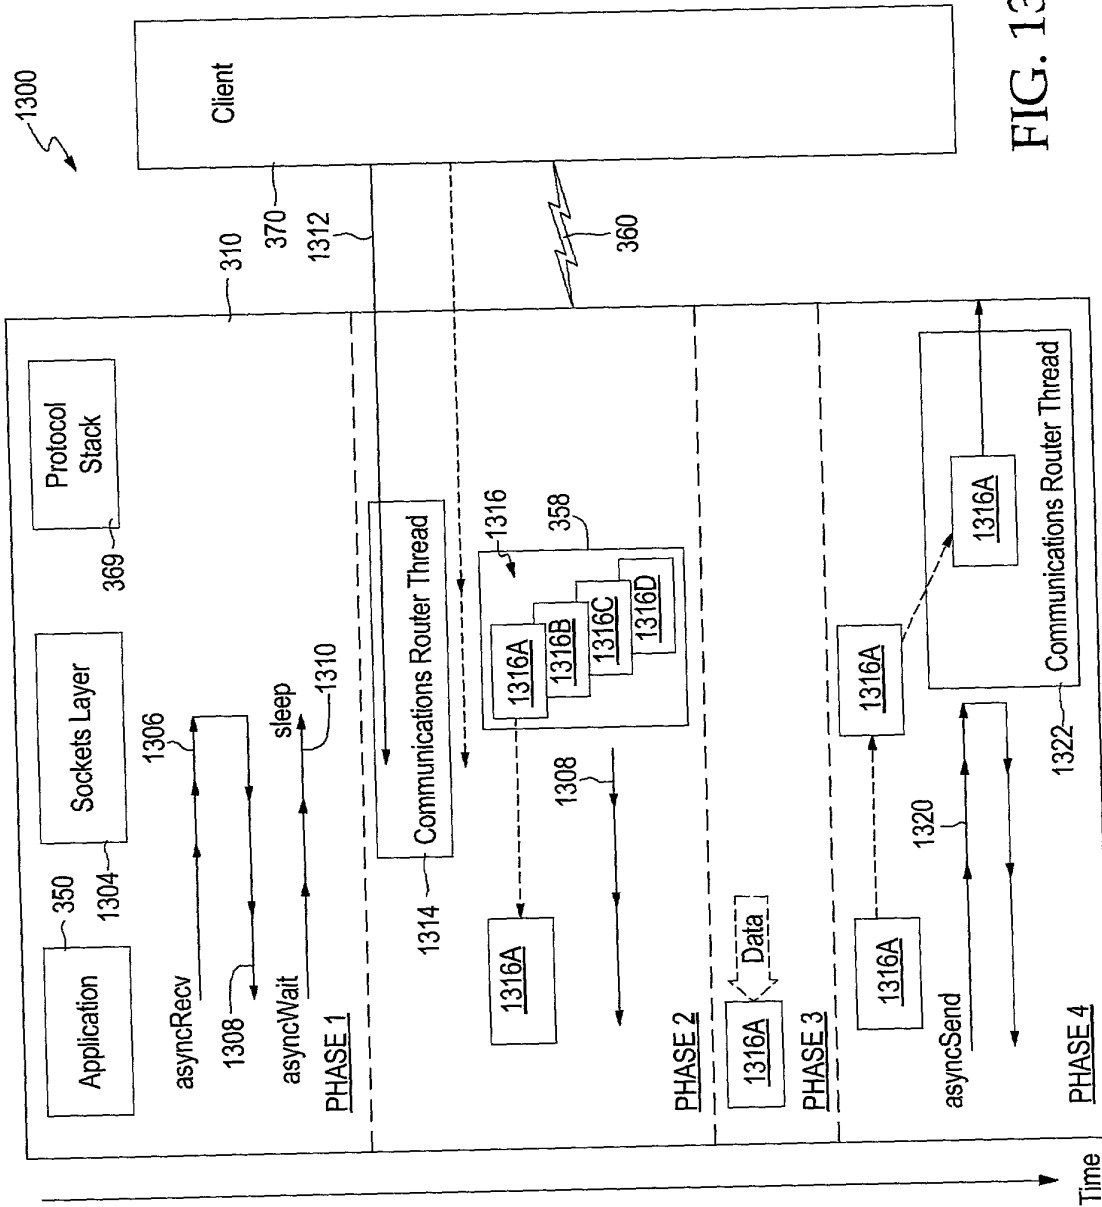 1300
310
Application
350
Sockets Layer
1304
Protocol
Stack
369
Client
370
asyncRecv
1306
1308
asyncWait
sleep
1310
PHASE 1
1312
Communications Router Thread
1314
1316
358
1316A
1316A
1316B
1316C
1316D
1308
360
PHASE 2
1316A
Data
PHASE 3
1316A
1316A
1316A
asyncSend
1320
Communications Router Thread
1322
PHASE 4
Time
FIG. 13